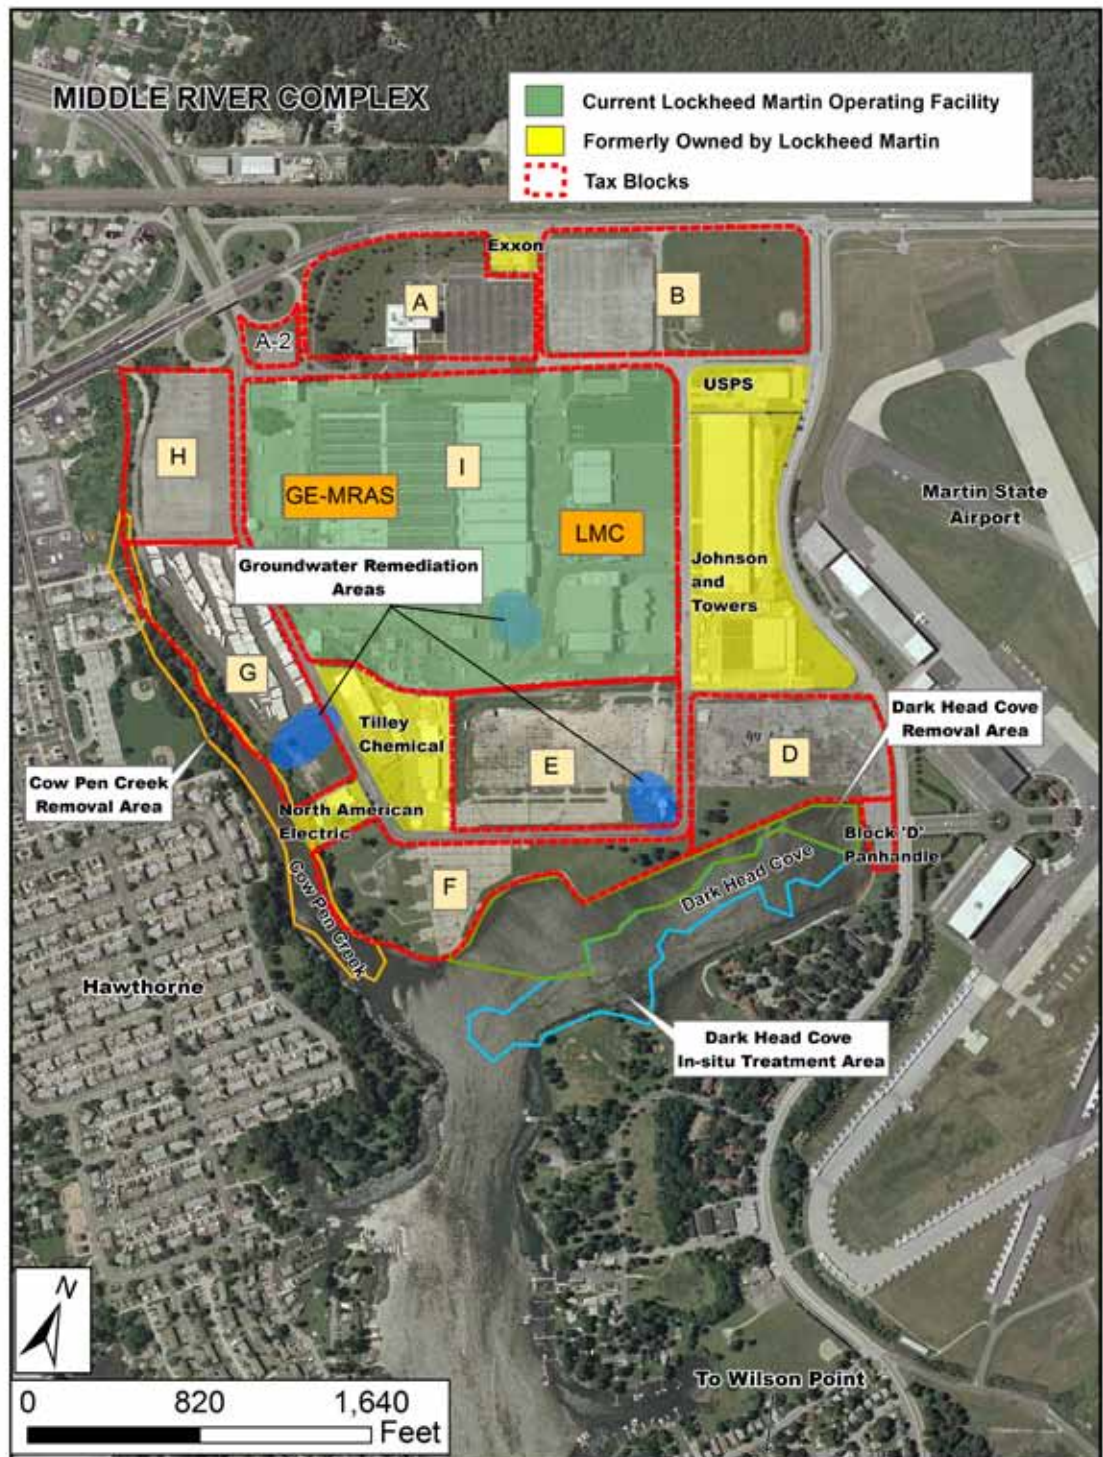 MIDDLE RIVER COMPLEX
Current Lockheed Martin Operating Facility
Formerly Owned by Lockheed Martin
Tax Blocks
Exxon
A
B
A-2
USPS
H
I
GE-MRAS
LMC
Martin State
Airport
Groundwater Remediation
Areas
Johnson
and
Towers
G
Tilley
Chemical
Dark Head Cove
Removal Area
E
D
Cow Pen Creek
Removal Area
North American
Electric
Block 'D'
Panhandle
F
Dark Head Cove
Cow Pen Creek
Hawthorne
Dark Head Cove
In-situ Treatment Area
N
To Wilson Point
0 820 1,640
Feet